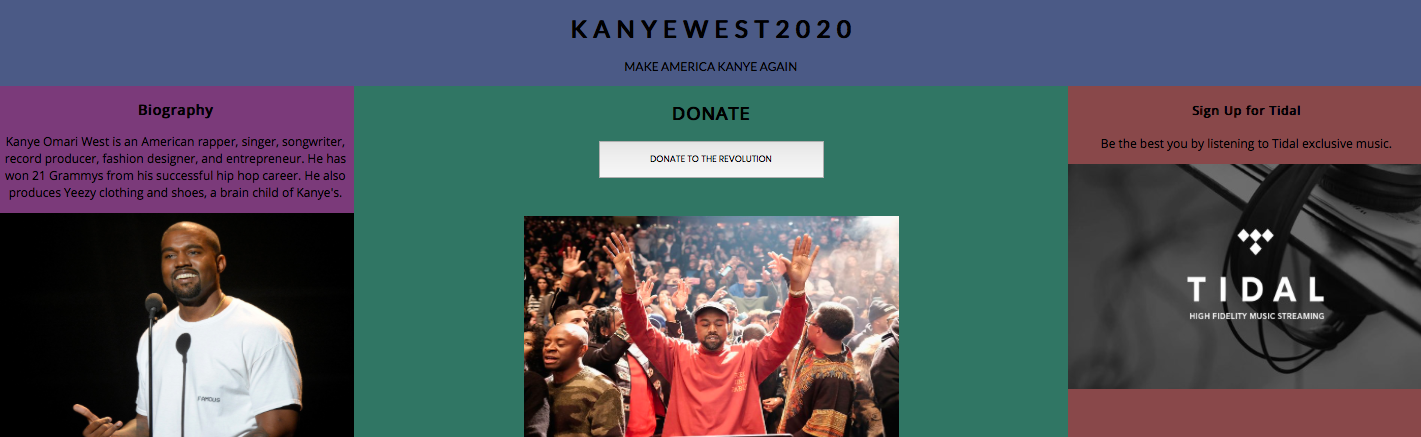 KANYEWEST2020
MAKE AMERICA KANYE AGAIN
Biography
Kanye Omari West is an American rapper, singer, songwriter,
record producer, fashion designer, and entrepreneur. He has
won 21 Grammys from his successful hip hop career. He also
produces Yeezy clothing and shoes, a brain child of Kanye's.
FAMOUS
DONATE
DONATE TO THE REVOLUTION
Sign Up for Tidal
Be the best you by listening to Tidal exclusive music.
TIDAL
HIGH FIDELITY MUSIC STREAMING